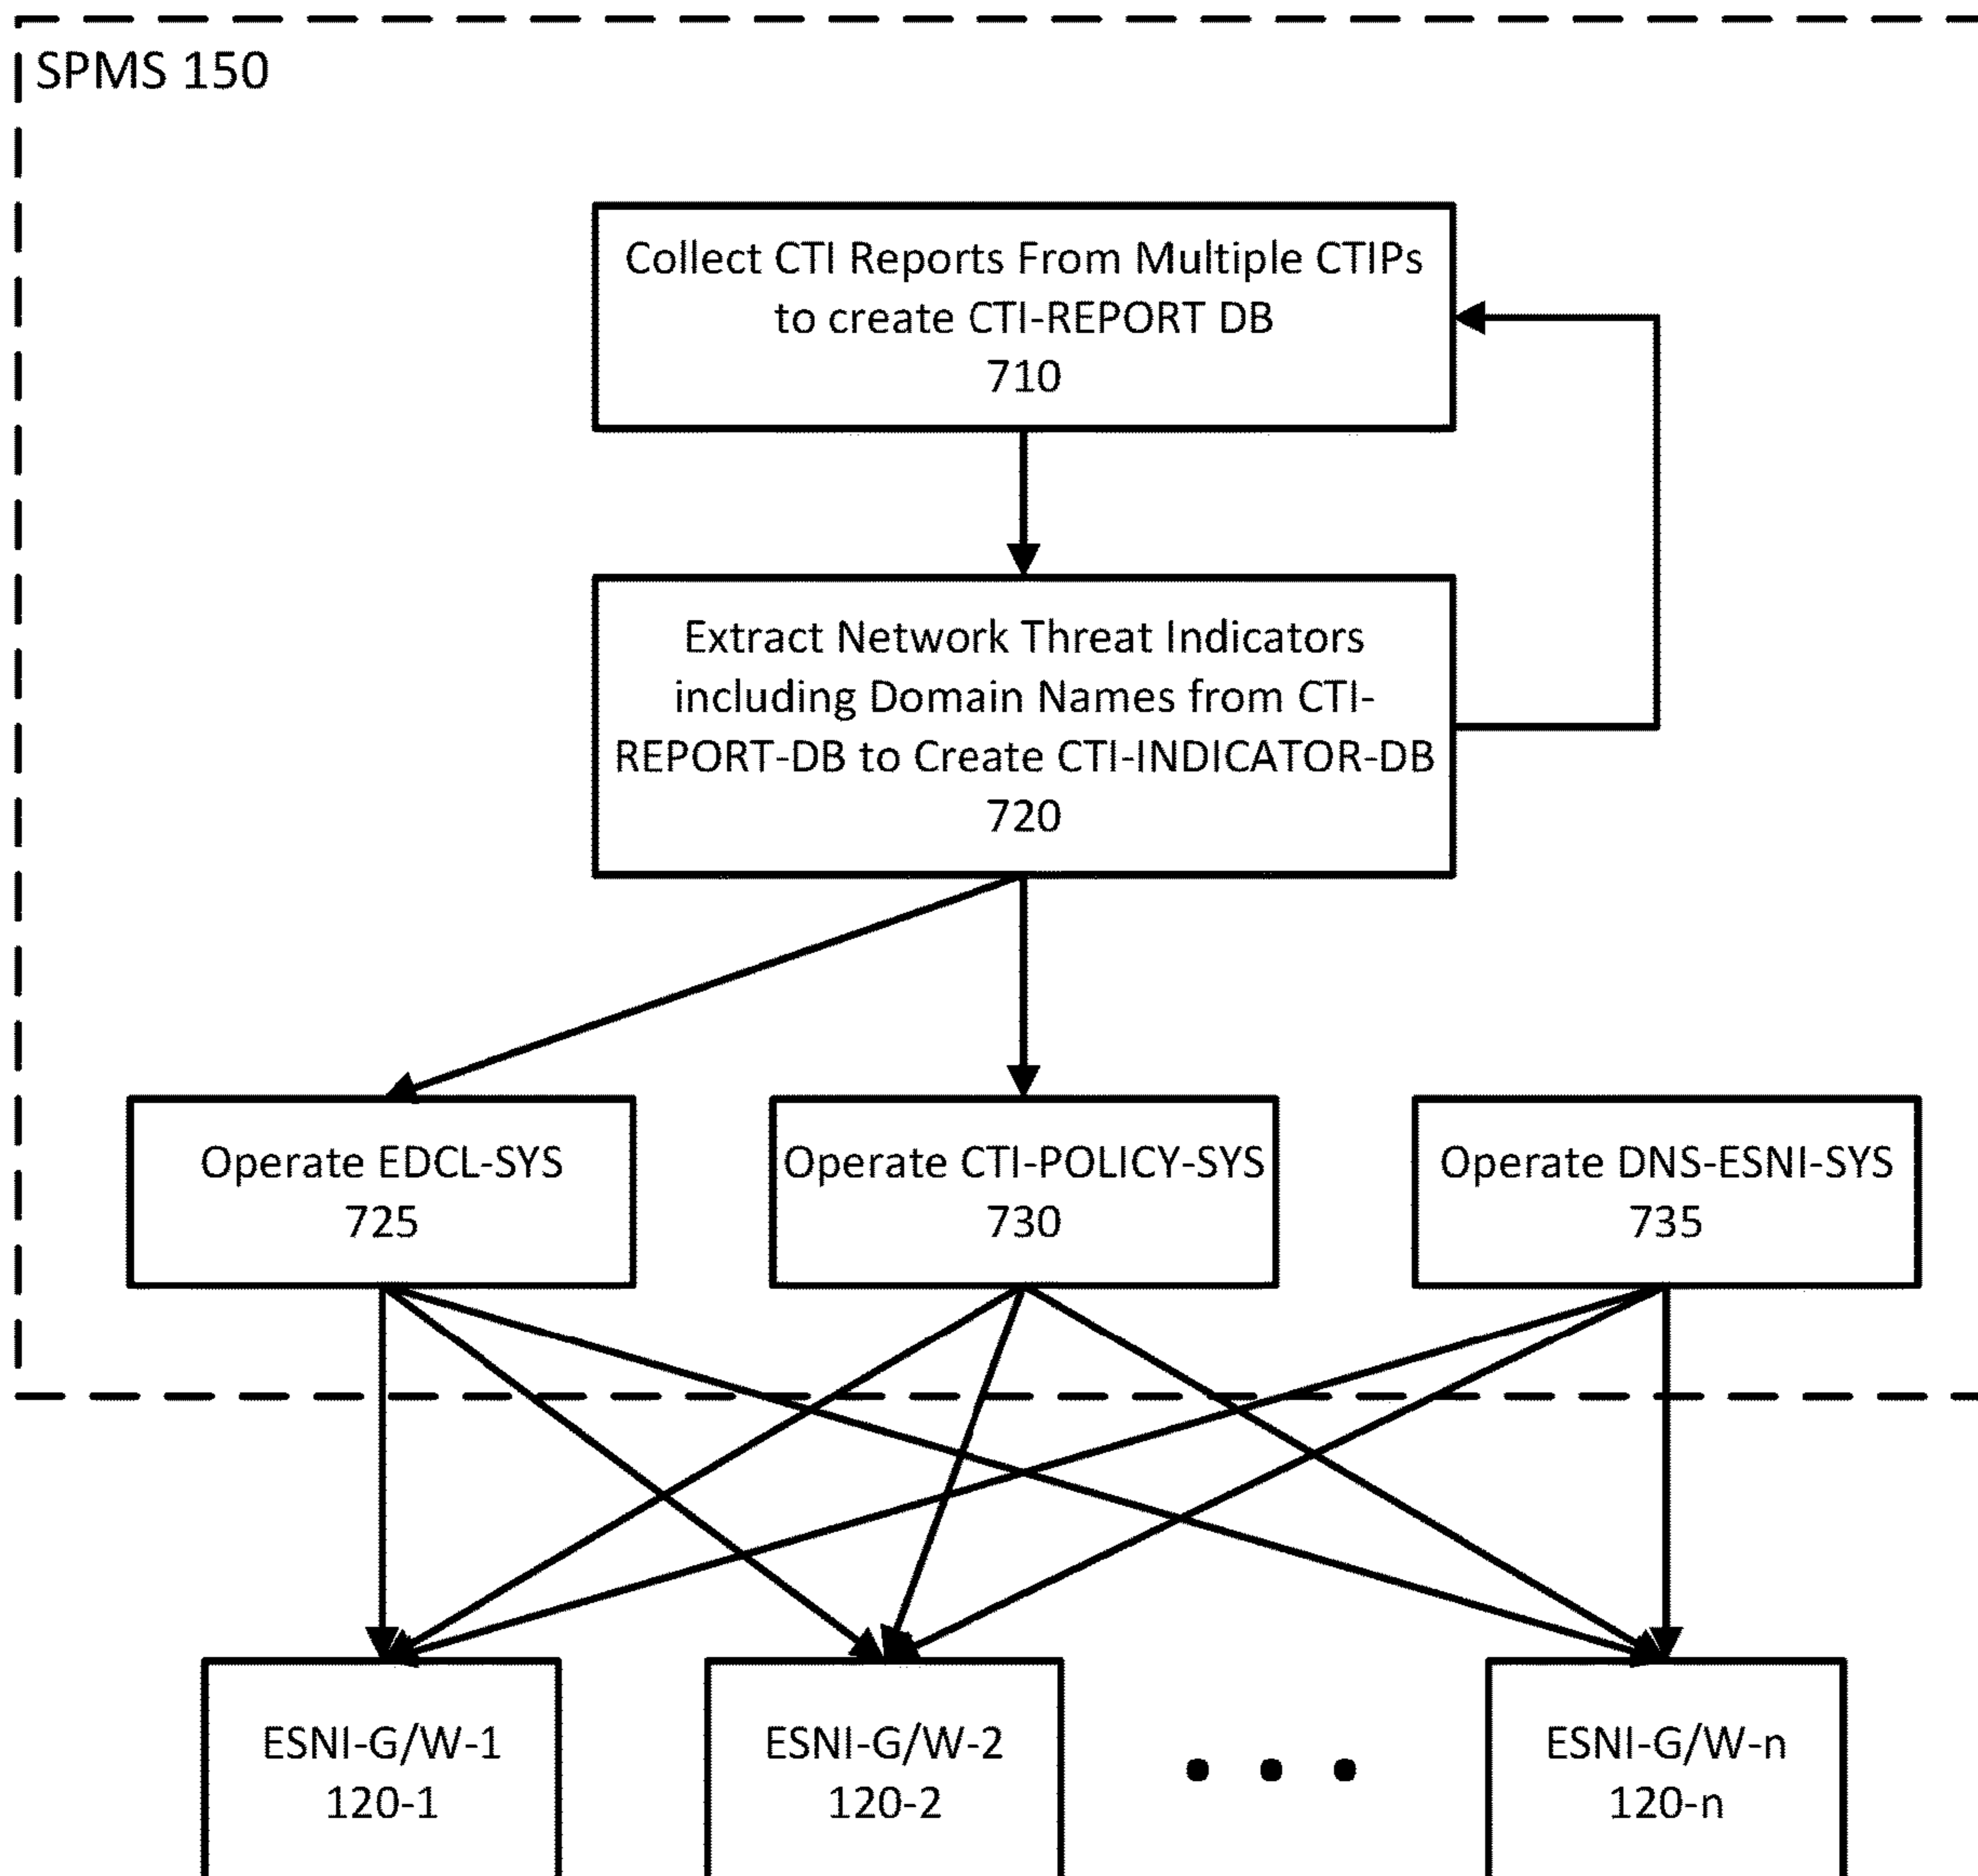 SPMS 150
Collect CTI Reports From Multiple CTIPs
to create CTI-REPORT DB
710
Extract Network Threat Indicators
including Domain Names from CTI-
REPORT-DB to Create CTI-INDICATOR-DB
720
Operate EDCL-SYS
725
Operate CTI-POLICY-SYS
730
Operate DNS-ESNI-SYS
735
ESNI-G/W-1
120-1
ESNI-G/W-2
120-2
ESNI-G/W-n
120-n